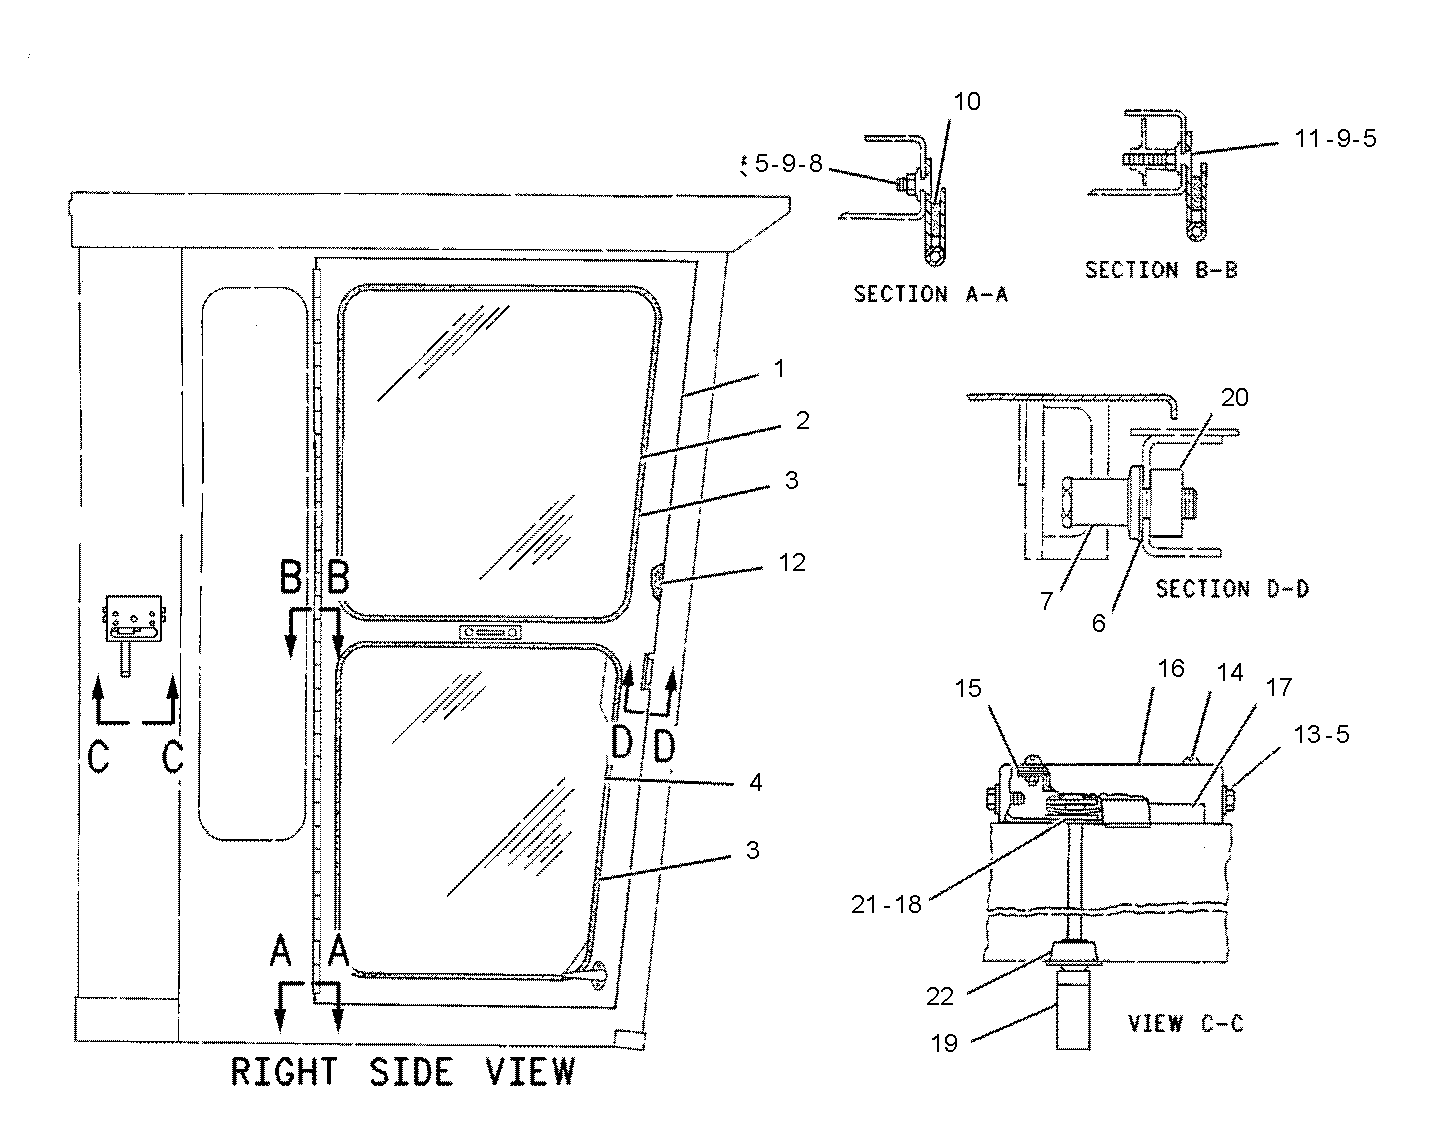 10
5-9-8
11-9-5
SECTION A-A
SECTION B-B
1
2
3
12
20
7
6
SECTION D-D
B B
C C
D D
4
3
A A
RIGHT SIDE VIEW
16
14
15
17
13-5
21-18
22
19
VIEW C-C